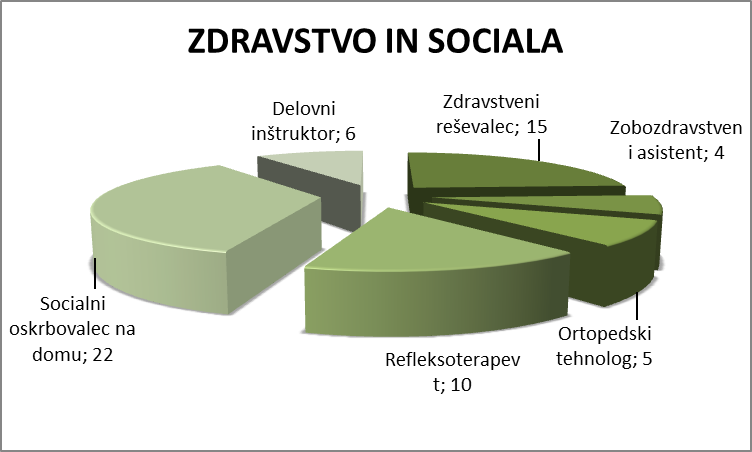 ZDRAVSTVO IN SOCIALA
Delovni
inštruktor; 6
Zdravstveni
reševalec; 15
Zobozdravstven
i asistent; 4
Socialni
oskrbovalec na
domu; 22
Refleksoterapev
t; 10
Ortopedski
tehnolog; 5